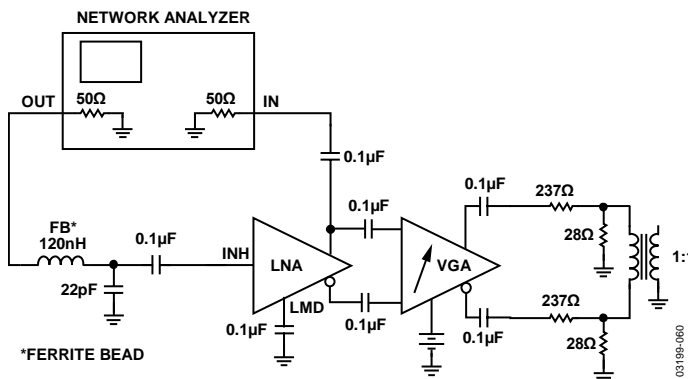 NETWORK ANALYZER
OUT
50Ω
50Ω
IN
0.1µF
FB*
120nH
0.1µF
22pF
INH
LNA
LMD
0.1µF
0.1µF
0.1µF
VGA
0.1µF
237Ω
28Ω
237Ω
0.1µF
28Ω
*FERRITE BEAD
03199-060